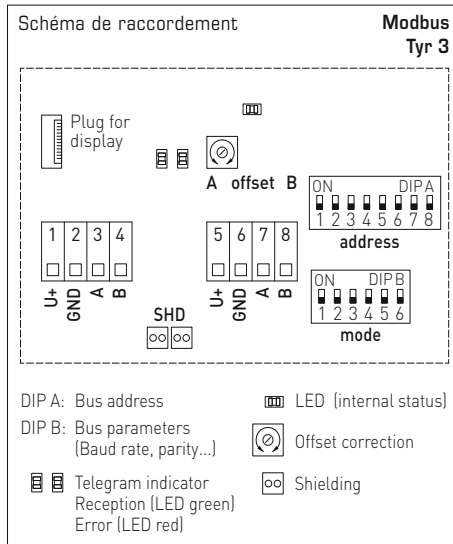 Schéma de raccordement Modbus
Tyr 3
Plug for
display
A offset B
ON DIP A
1 2 3 4 5 6 7 8
address
1 2 3 4
U+ GND A B
5 6 7 8
U+ GND A B
SHD
ON DIP B
1 2 3 4 5 6
mode
DIP A: Bus address
DIP B: Bus parameters
(Baud rate, parity...)
Telegram indicator
Reception (LED green)
Error (LED red)
LED (internal status)
Offset correction
Shielding